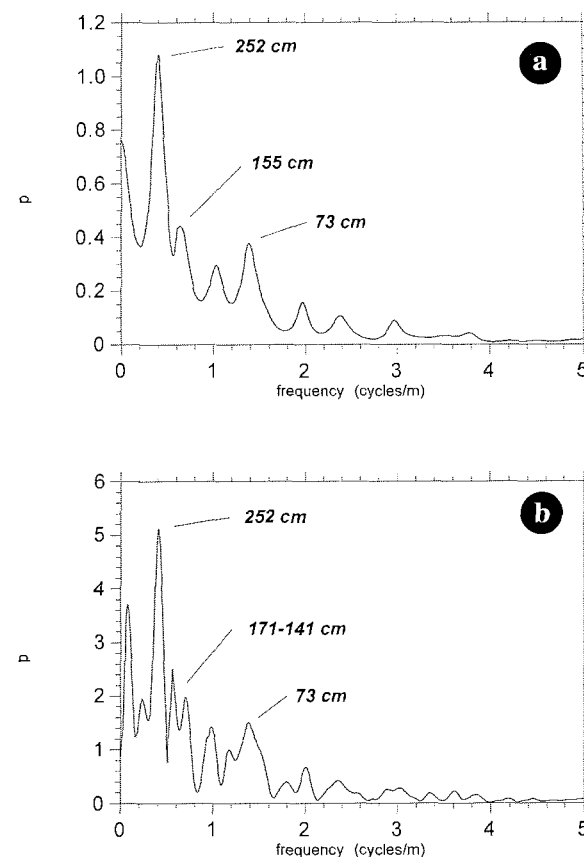 1.2
252 cm
a
1.0
0.8
155 cm
p
0.6
73 cm
0.4
0.2
0
0 1 2 3 4 5
frequency (cycles/m)
6
252 cm
b
5
4
171-141 cm
p
3
73 cm
2
1
0
0 1 2 3 4 5
frequency (cycles/m)